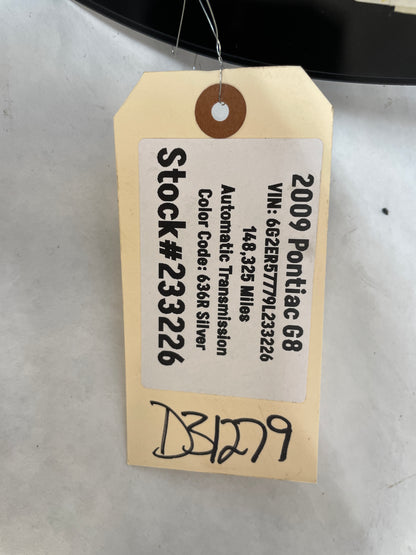 2009 Pontiac G8
VIN: 6G2ER57779L233226
148,325 Miles
Automatic Transmission
Color Code: 636R Silver
Stock#233226
D31279